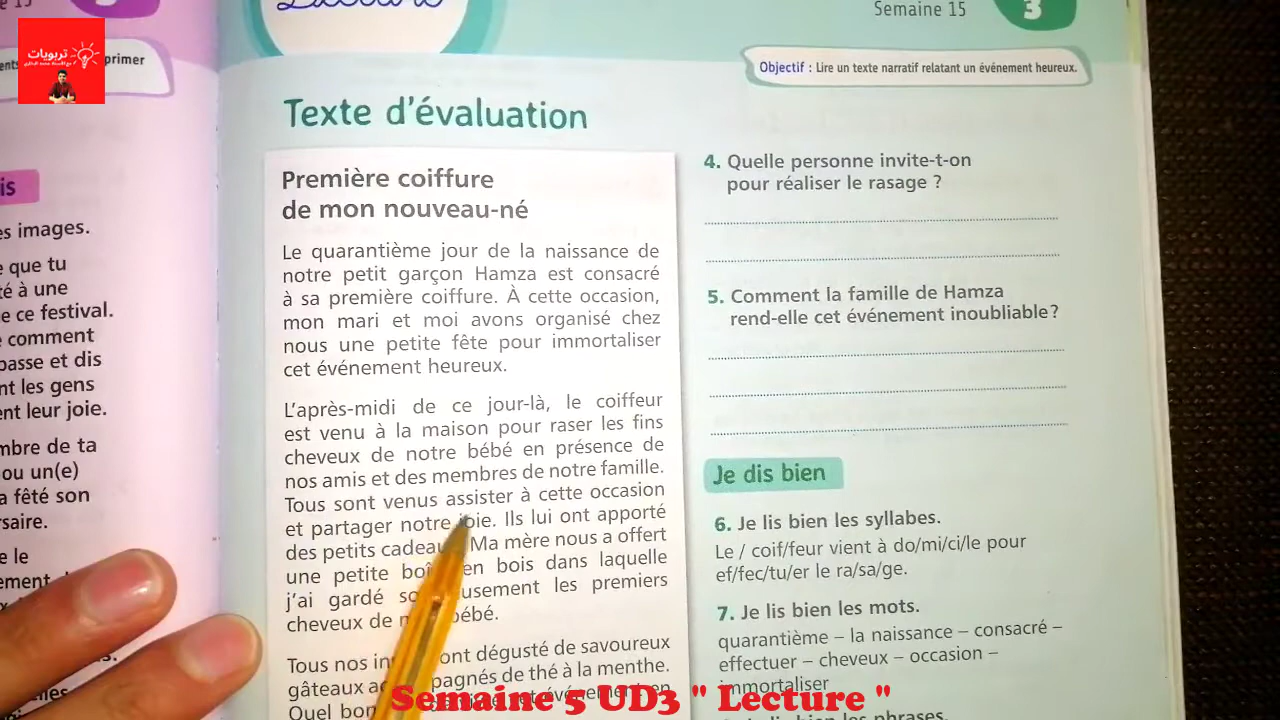 Semaine 15
3
primer
تربويات
Objectif : Lire un texte narratif relatant un événement heureux.
Texte d'évaluation
Première coiffure
de mon nouveau-né
Le quarantième jour de la naissance de
notre petit garçon Hamza est consacré
à sa première coiffure. À cette occasion,
mon mari et moi avons organisé chez
nous une petite fête pour immortaliser
cet événement heureux.
L'après-midi de ce jour-là, le coiffeur
est venu à la maison pour raser les fins
cheveux de notre bébé en présence de
nos amis et des membres de notre famille.
Tous sont venus assister à cette occasion
et partager notre joie. Ils lui ont apporté
des petits Ma mère nous a offert
une petite en bois dans laquelle
j'ai gardé les premiers
cheveux de bébé.
Tous nos ont dégusté de savoureux
gâteaux de thé à la menthe.
Quel
4. Quelle personne invite-t-on
pour réaliser le rasage ?
5. Comment la famille de Hamza
rend-elle cet événement inoubliable?
Je dis bien
6. Je lis bien les syllabes.
Le / coif/feur vient à do/mi/ci/le pour
ef/fec/tu/er le ra/sa/ge.
7. Je lis bien les mots.
quarantième – la naissance – consacré –
effectuer – cheveux – occasion –
immortaliser
is
es images.
e que tu
té à une
e ce festival.
comment
passe et dis
nt les gens
ent leur joie.
mbre de ta
ou un(e)
a fêté son
rsaire.
e le
Semaine 5 UD3 " Lecture "